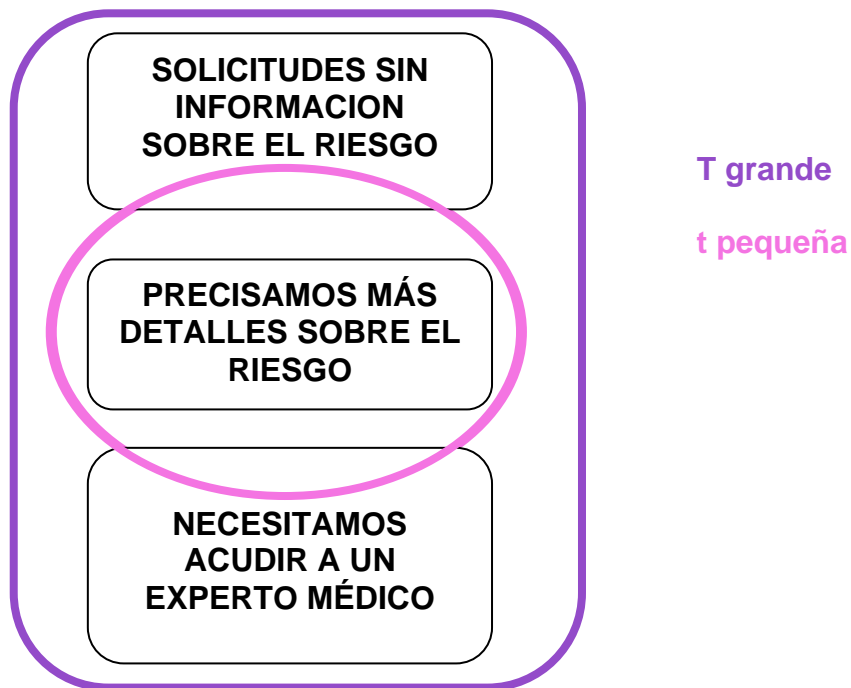 SOLICITUDES SIN
INFORMACION
SOBRE EL RIESGO
T grande
t pequeña
PRECISAMOS MÁS
DETALLES SOBRE EL
RIESGO
NECESITAMOS
ACUDIR A UN
EXPERTO MÉDICO